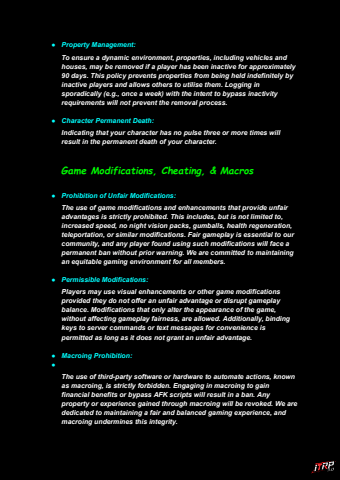 Property Management:
To ensure a dynamic environment, properties, including vehicles and
houses, may be removed if a player has been inactive for approximately
90 days. This policy prevents properties from being held indefinitely by
inactive players and allows others to utilise them. Logging in
sporadically (e.g., once a week) with the intent to bypass inactivity
requirements will not prevent the removal process.
Character Permanent Death:
Indicating that your character has no pulse three or more times will
result in the permanent death of your character.
Game Modifications, Cheating, & Macros
Prohibition of Unfair Modifications:
The use of game modifications and enhancements that provide unfair
advantages is strictly prohibited. This includes, but is not limited to,
increased speed, no night vision packs, gumballs, health regeneration,
teleportation, or similar modifications. Fair gameplay is essential to our
community, and any player found using such modifications will face a
permanent ban without prior warning. We are committed to maintaining
an equitable gaming environment for all members.
Permissible Modifications:
Players may use visual enhancements or other game modifications
provided they do not offer an unfair advantage or disrupt gameplay
balance. Modifications that only alter the appearance of the game,
without affecting gameplay fairness, are allowed. Additionally, binding
keys to server commands or text messages for convenience is
permitted as long as it does not grant an unfair advantage.
Macroing Prohibition:
The use of third-party software or hardware to automate actions, known
as macroing, is strictly forbidden. Engaging in macroing to gain
financial benefits or bypass AFK scripts will result in a ban. Any
property or experience gained through macroing will be revoked. We are
dedicated to maintaining a fair and balanced gaming experience, and
macroing undermines this integrity.